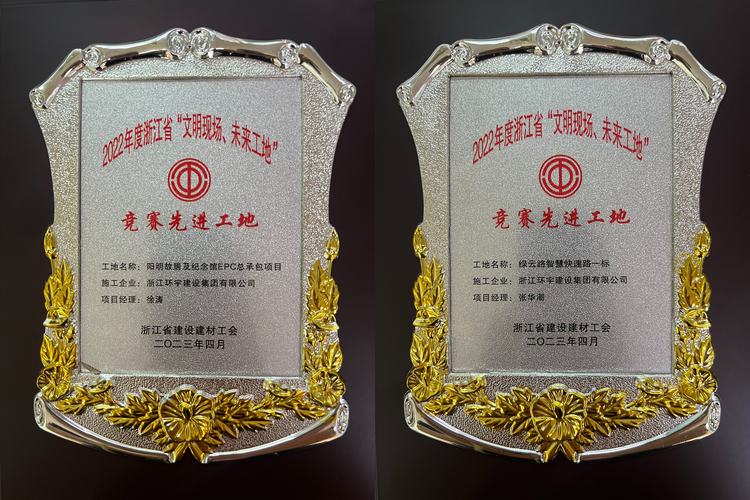 2022年度浙江省“文明现场、未来工地”
竞赛先进工地
工地名称：阳明故居及纪念馆EPC总承包项目
施工企业：浙江环宇建设集团有限公司
项目经理：徐涛
浙江省建设建材工会
二〇二三年四月
2022年度浙江省“文明现场、未来工地”
竞赛先进工地
工地名称：绿云路智慧快速路一标
施工企业：浙江环宇建设集团有限公司
项目经理：张华潮
浙江省建设建材工会
二〇二三年四月